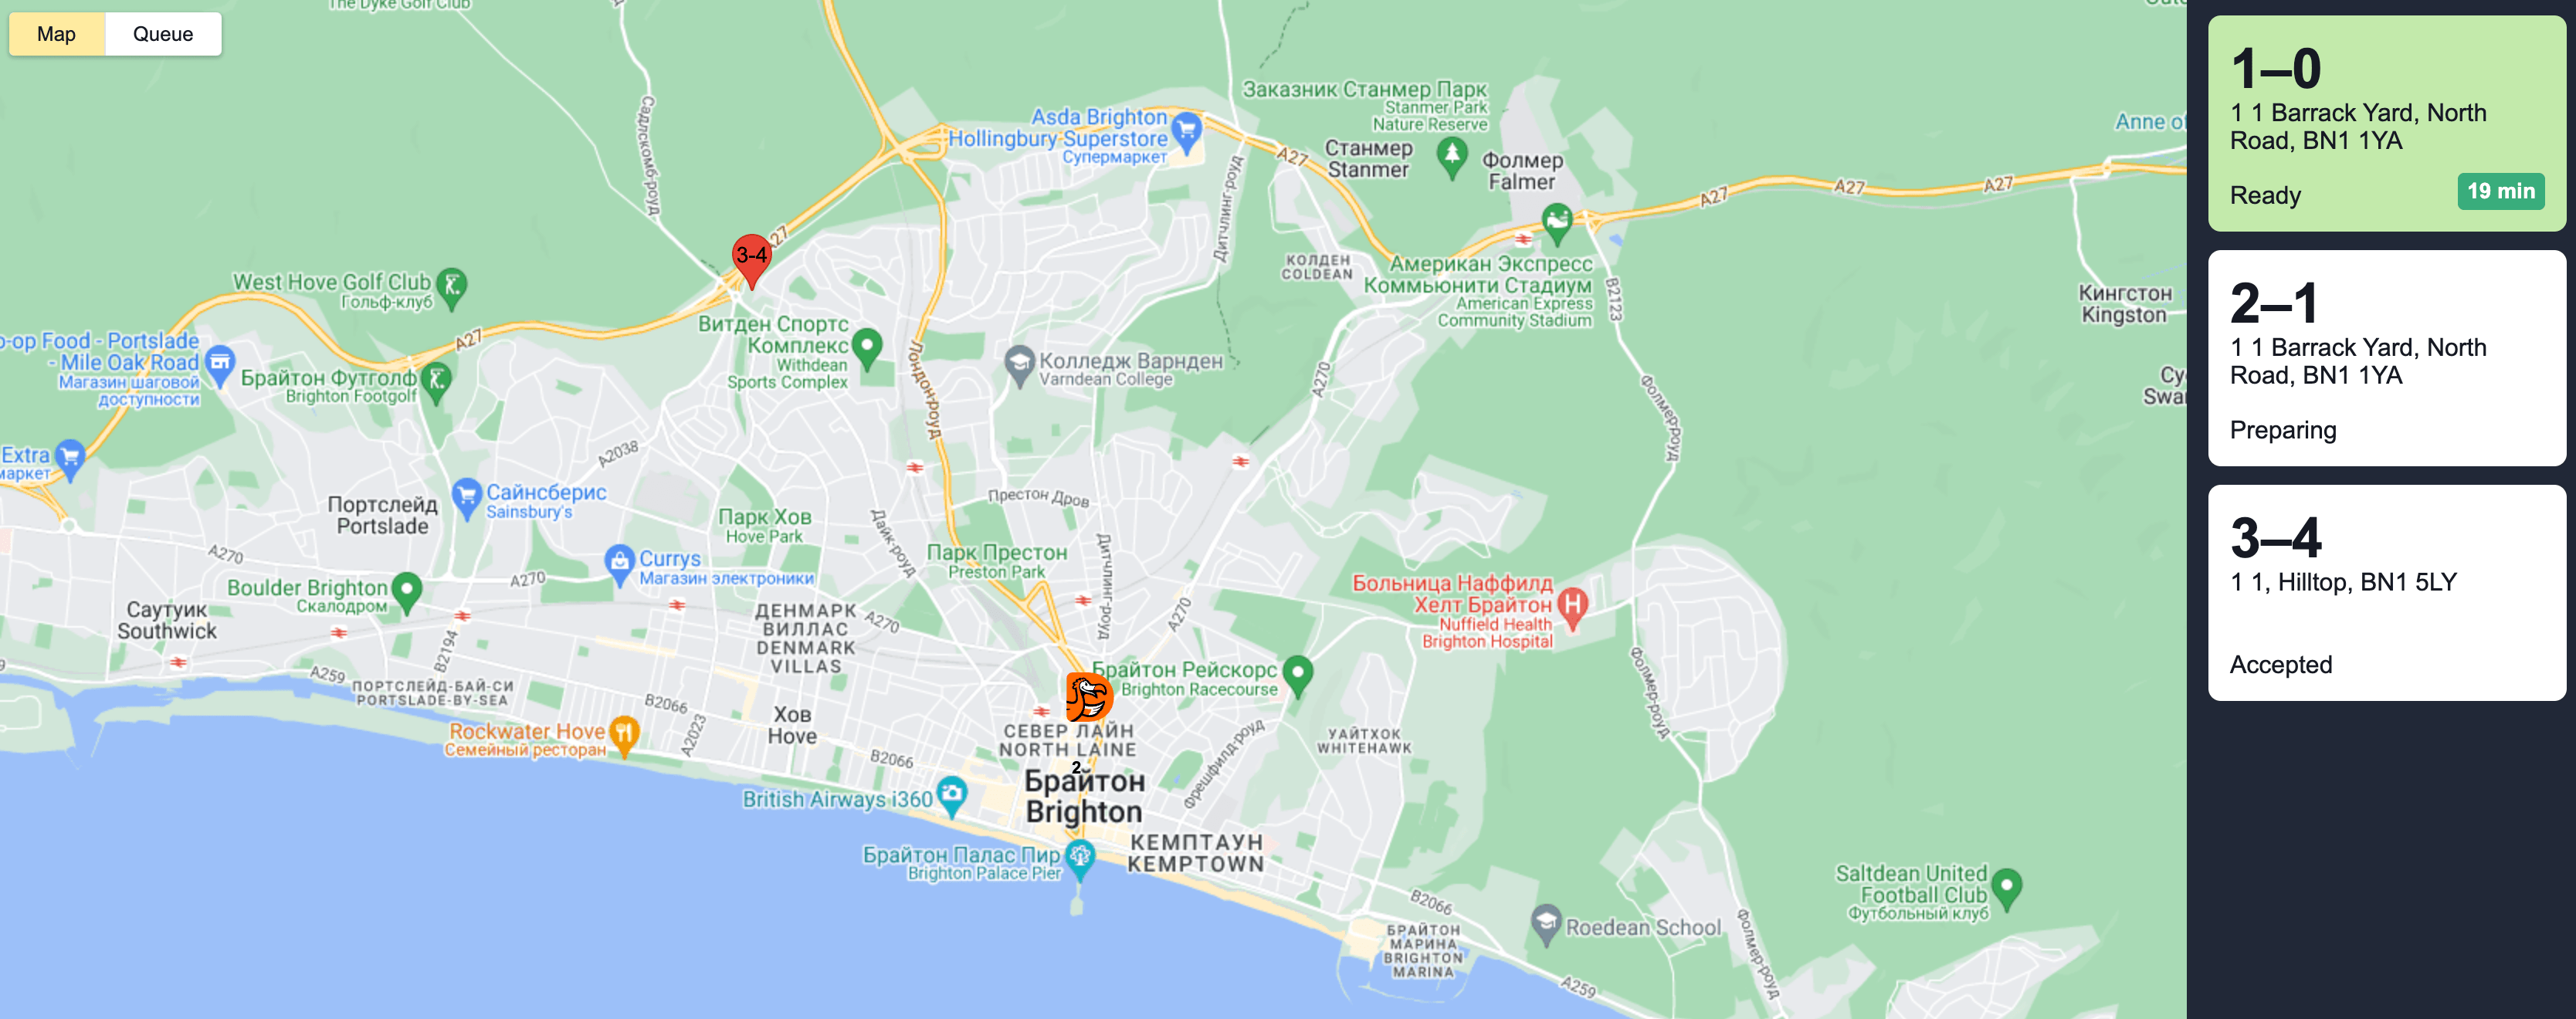 The Dyke Golf Club
Map
Queue
Садлскомб-роуд
Asda Brighton
Hollingbury Superstore
Супермаркет
Заказник Станмер Парк
Stanmer Park
Nature Reserve
Станмер
Stanmer
Фолмер
Falmer
A27
A27
A27
A27
Anne of
Дитчлинг-роуд
3-4
A27
West Hove Golf Club
Гольф-клуб
КОЛДЕН
COLDEAN
Американ Экспресс
Коммьюнити Стадиум
American Express
Community Stadium
B2123
Кингстон
Kingston
o-op Food - Portslade
- Mile Oak Road
Магазин шаговой
доступности
A27
Брайтон Футголф
Brighton Footgolf
Витден Спортс
Комплекс
Withdean
Sports Complex
Лондон-роуд
Колледж Варнден
Varndean College
A270
Фолмер-роуд
Extra
маркет
A2038
Портслейд
Portslade
Сайнсберис
Sainsbury's
Парк Хов
Hove Park
Дайк-роуд
Престон Дров
Дитчлинг-роуд
Парк Престон
Preston Park
A270
A270
Currys
Магазин электроники
Boulder Brighton
Скалодром
Саутуик
Southwick
B2194
ДЕНМАРК
ВИЛЛАС
DENMARK
VILLAS
A270
A270
Больница Наффилд
Хелт Брайтон
Nuffield Health
Brighton Hospital
Фолмер-роуд
A259
ПОРТСЛЕЙД-БАЙ-СИ
PORTSLADE-BY-SEA
B2066
A2023
Хов
Hove
Брайтон Рейскорс
Brighton Racecourse
СЕВЕР ЛАЙН
NORTH LAINE
Фрешфилд-роуд
УАЙТХОК
WHITEHAWK
Rockwater Hove
Семейный ресторан
B2066
2
Брайтон
Brighton
British Airways i360
Брайтон Палас Пир
Brighton Palace Pier
КЕМПТАУН
KEMPTOWN
B2066
БРАЙТОН
МАРИНА
BRIGHTON
MARINA
Roedean School
Фолмер-роуд
A259
Saltdean United
Football Club
Футбольный клуб
1–0
1 1 Barrack Yard, North
Road, BN1 1YA
Ready
19 min
2–1
1 1 Barrack Yard, North
Road, BN1 1YA
Preparing
3–4
1 1, Hilltop, BN1 5LY
Accepted